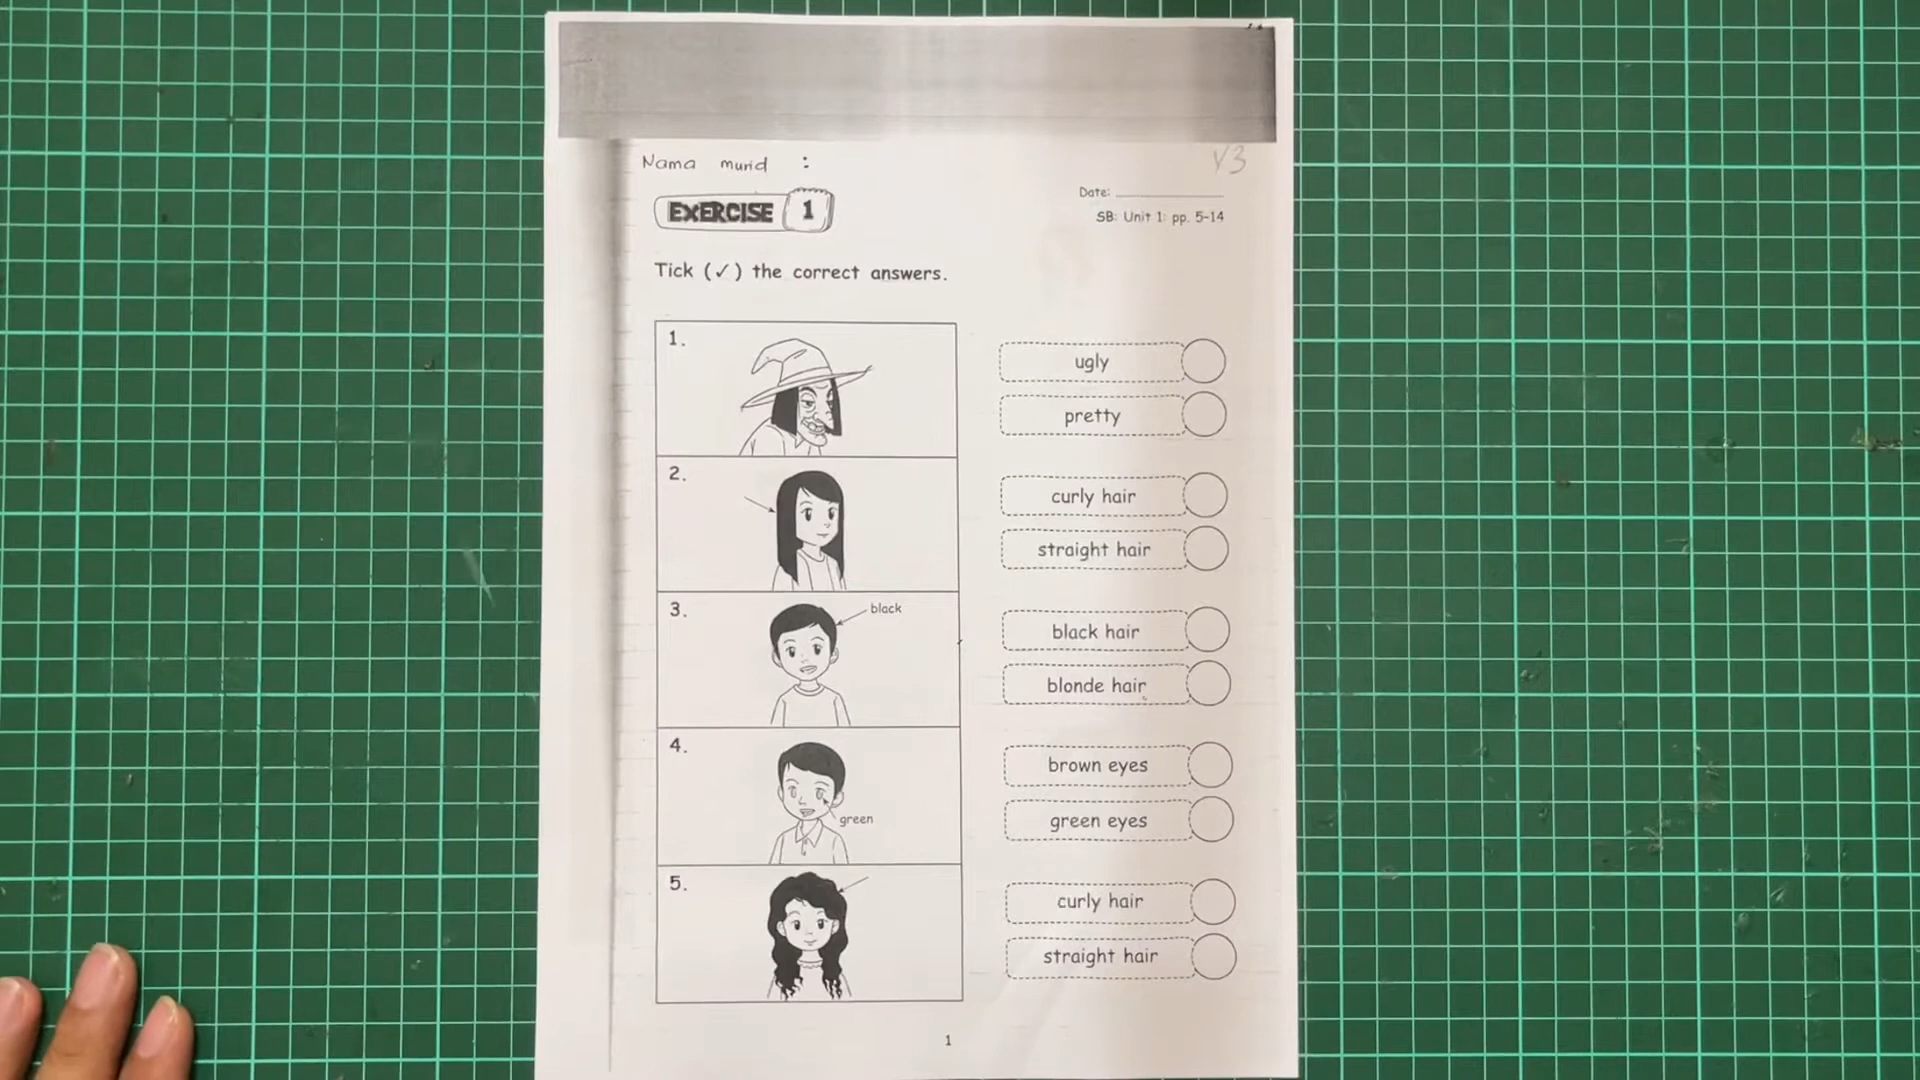 Nama murid :
Y3
EXERCISE 1
Date:
SB: Unit 1: pp. 5-14
Tick (✓) the correct answers.
1.
ugly
pretty
2.
curly hair
straight hair
3.
black
black hair
blonde hair
4.
green
brown eyes
green eyes
5.
curly hair
straight hair
1